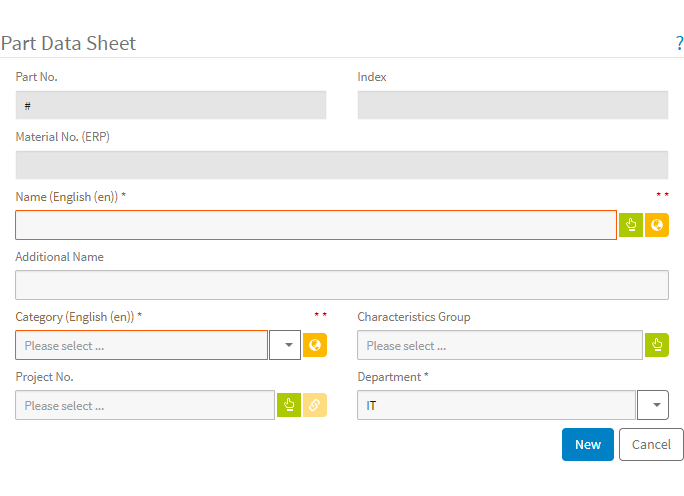 Part Data Sheet ?
Part No. Index
#
Material No. (ERP)
Name (English (en)) * * *
Additional Name
Category (English (en)) * * * Characteristics Group
Please select ... Please select ...
Project No. Department *
Please select ... IT
New Cancel